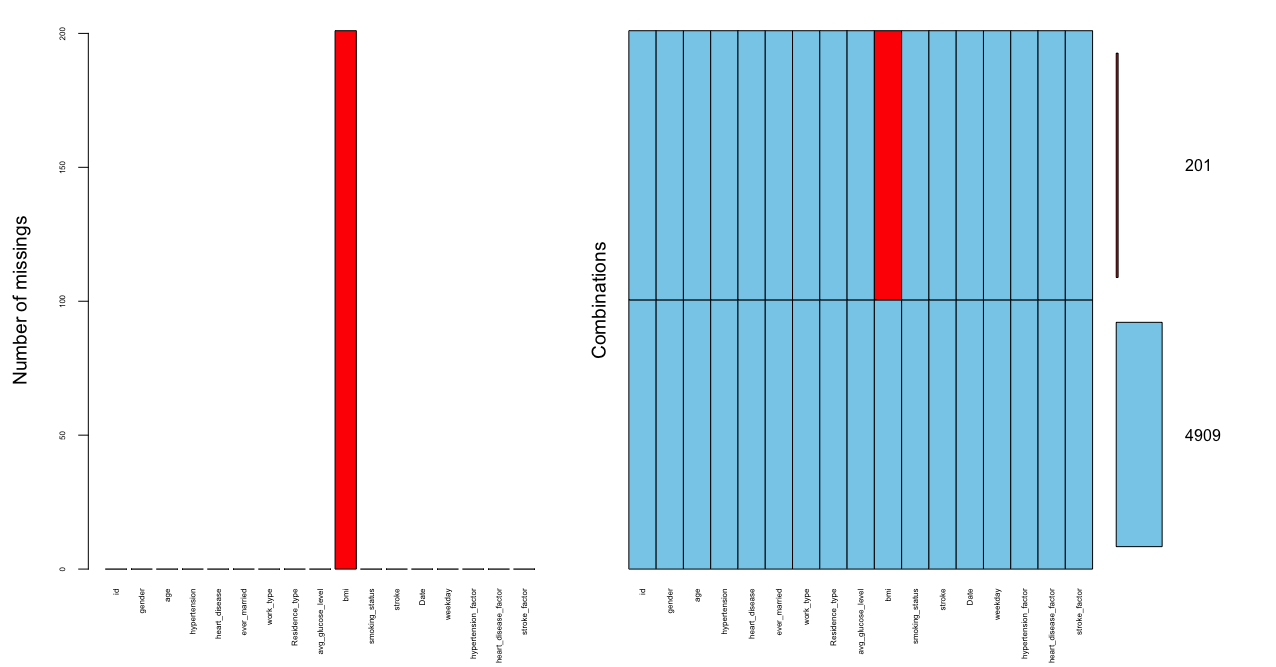 Number of missings
200
150
100
50
0
id
gender
age
hypertension
heart_disease
ever_married
work_type
Residence_type
avg_glucose_level
bmi
smoking_status
stroke
Date
weekday
hypertension_factor
heart_disease_factor
stroke_factor
Combinations
201
4909
id
gender
age
hypertension
heart_disease
ever_married
work_type
Residence_type
avg_glucose_level
bmi
smoking_status
stroke
Date
weekday
hypertension_factor
heart_disease_factor
stroke_factor